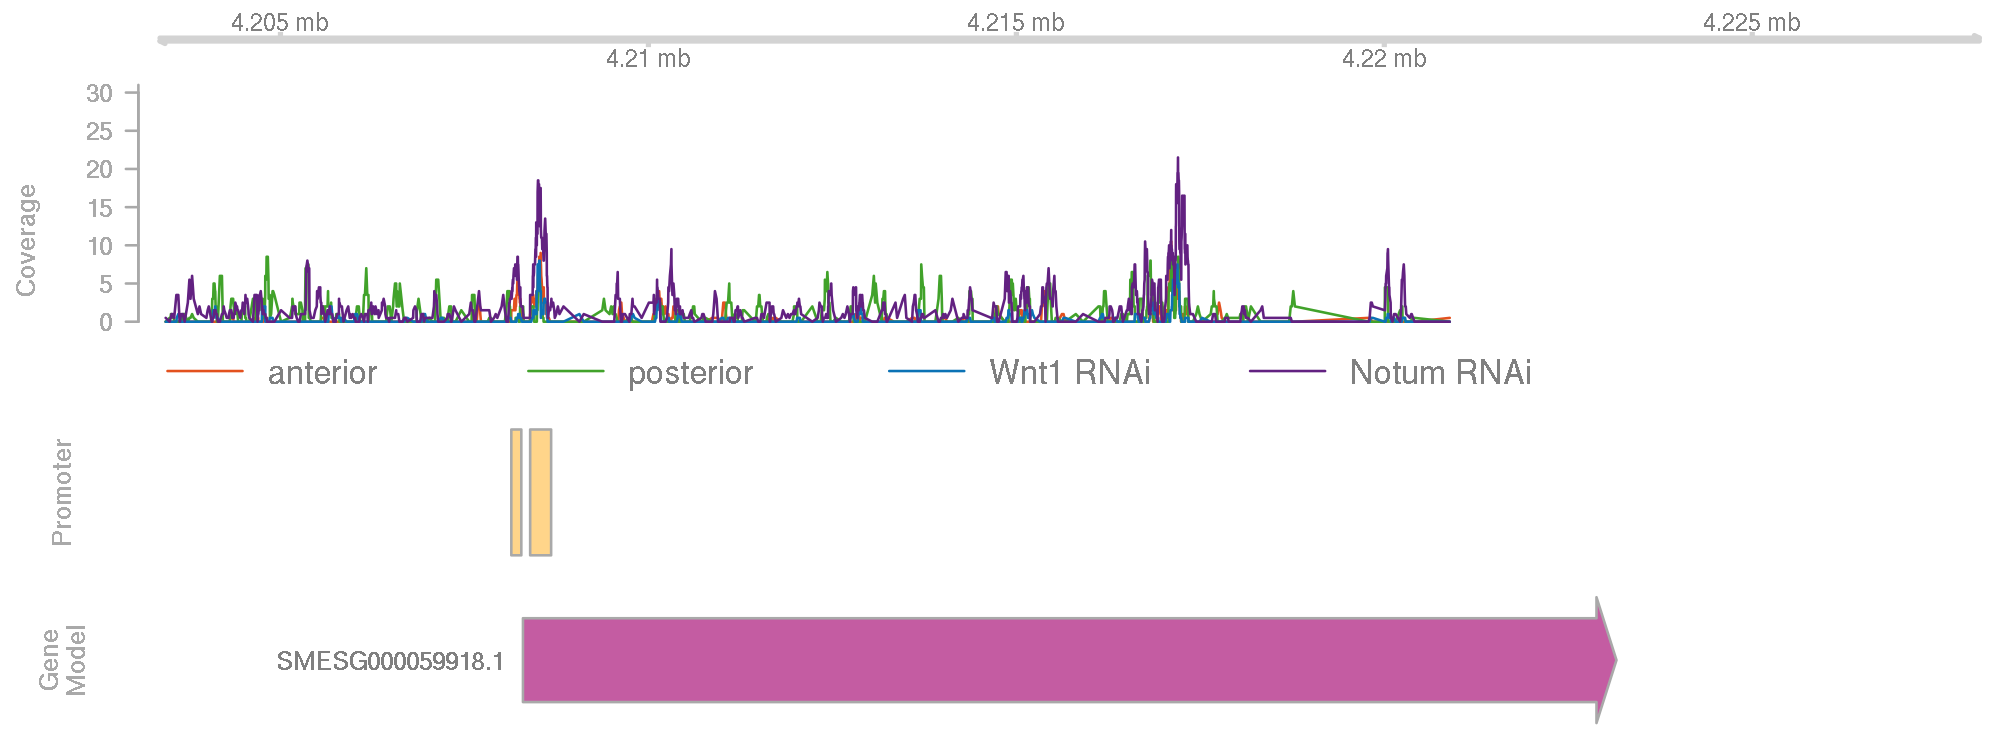 4.205 mb
4.215 mb
4.225 mb
4.21 mb
4.22 mb
Coverage
30
25
20
15
10
5
0
anterior
posterior
Wnt1 RNAi
Notum RNAi
Promoter
Gene
Model
SMESG000059918.1